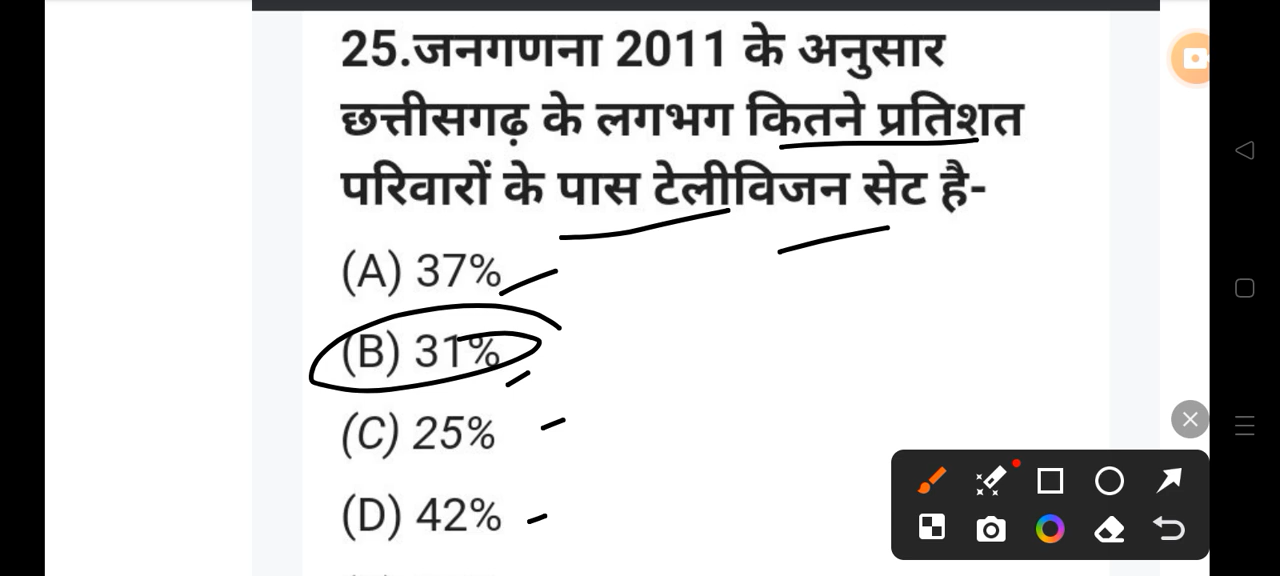 25.जनगणना 2011 के अनुसार
छत्तीसगढ़ के लगभग कितने प्रतिशत
परिवारों के पास टेलीविजन सेट है-
(A) 37%
(B) 31%
(C) 25%
(D) 42%